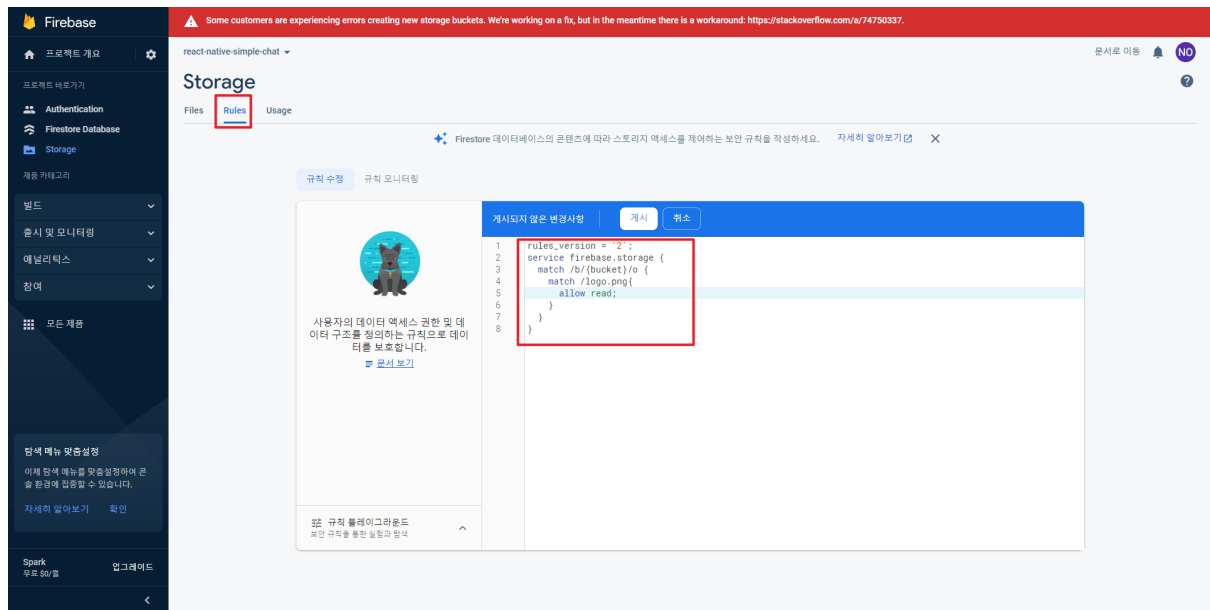 Firebase
Some customers are experiencing errors creating new storage buckets. We're working on a fix, but in the meantime there is a workaround: https://stackoverflow.com/a/74750337.
프로젝트 개요
react-native-simple-chat
문서로 이동
NO
프로젝트 바로가기
Storage
Authentication
Files
Rules
Usage
Firestore Database
Storage
Firestore 데이터베이스의 콘텐츠에 따라 스토리지 액세스를 제어하는 보안 규칙을 작성하세요.
자세히 알아보기
제품 카테고리
규칙 수정
규칙 모니터링
빌드
출시 및 모니터링
애널리틱스
참여
모든 제품
게시되지 않은 변경사항
게시
취소
1 rules_version = '2';
2 service firebase.storage {
3 match /b/{bucket}/o {
4 match /logo.png{
5 allow read;
6 }
7 }
8 }
사용자의 데이터 액세스 권한 및 데
이터 구조를 정의하는 규칙으로 데이
터를 보호합니다.
문서 보기
탐색 메뉴 맞춤설정
이제 탐색 메뉴를 맞춤설정하여 콘
솔 환경에 집중할 수 있습니다.
자세히 알아보기
확인
규칙 플레이그라운드
보안 규칙을 통한 실험과 탐색
Spark
무료 $0/월
업그레이드